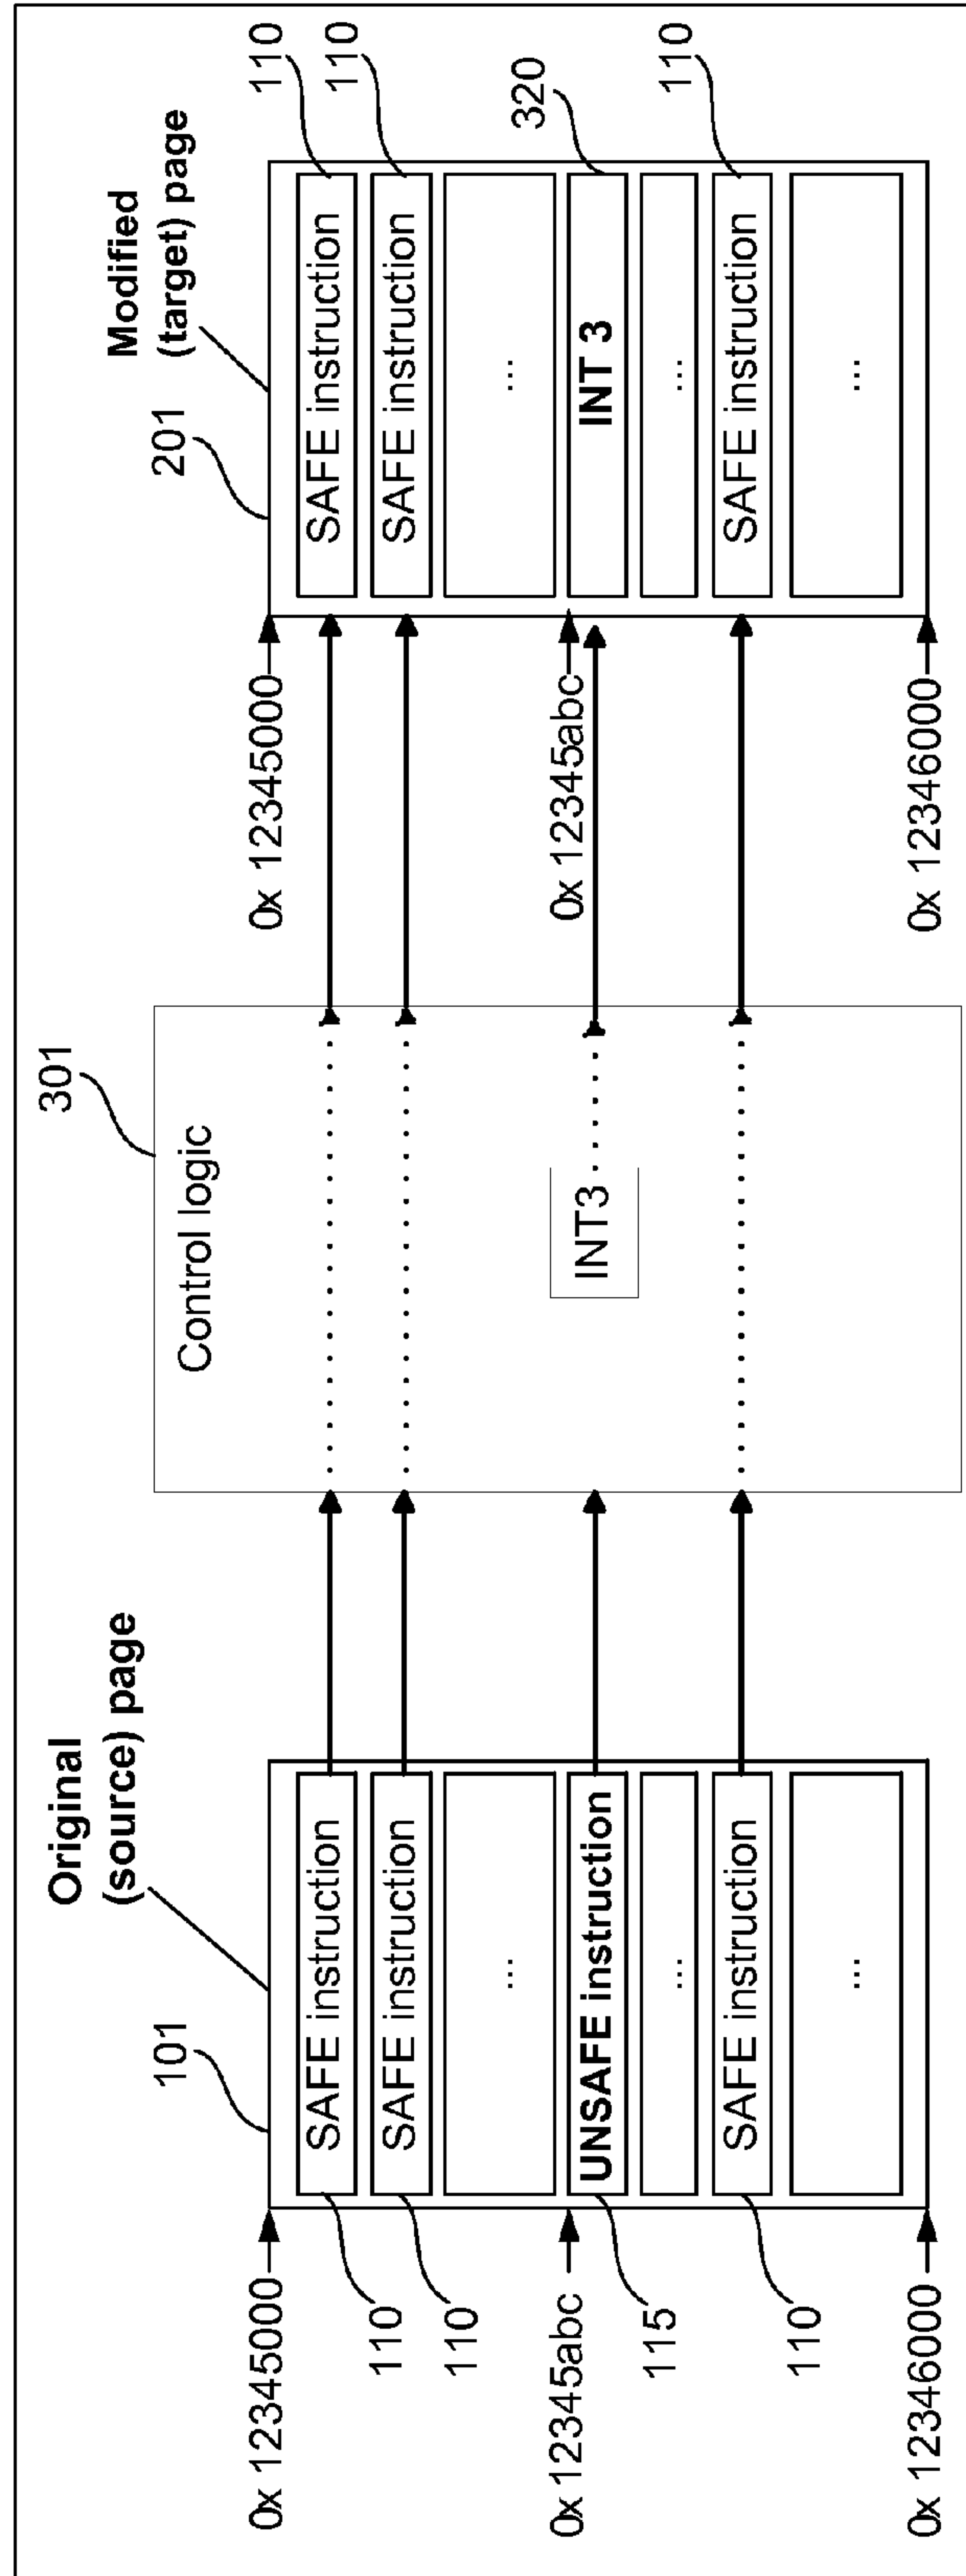 Original
(source) page
101
0x 12345000
SAFE instruction
110
SAFE instruction
110
...
0x 12345abc
UNSAFE instruction
115
...
SAFE instruction
110
...
0x 12346000
301
Control logic
INT3
Modified
(target) page
201
0x 12345000
SAFE instruction
110
SAFE instruction
110
...
0x 12345abc
INT 3
320
...
SAFE instruction
110
...
0x 12346000